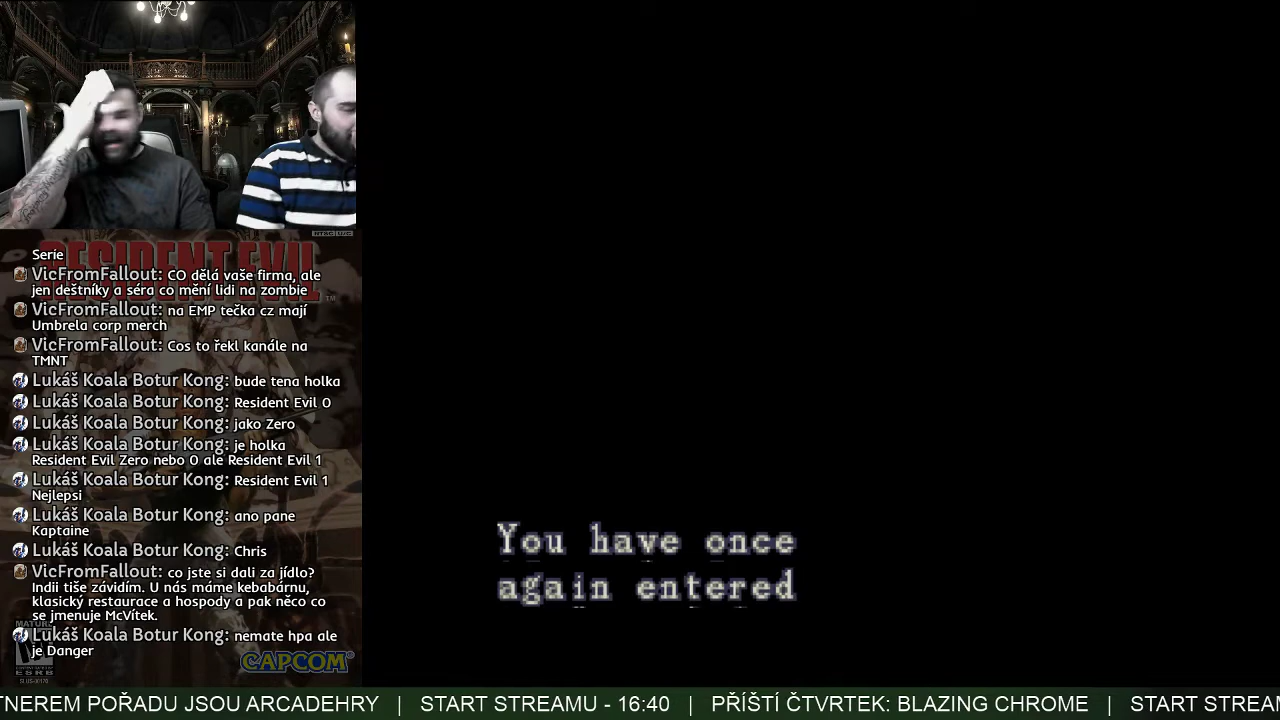 RESIDENT EVIL
TM
Serie
VicFromFallout: CO dělá vaše firma, ale
jen deštníky a séra co mění lidi na zombie
VicFromFallout: na EMP tečka cz mají
Umbrela corp merch
VicFromFallout: Cos to řekl kanále na
TMNT
Lukáš Koala Botur Kong: bude tena holka
Lukáš Koala Botur Kong: Resident Evil 0
Lukáš Koala Botur Kong: jako Zero
Lukáš Koala Botur Kong: je holka
Resident Evil Zero nebo 0 ale Resident Evil 1
Lukáš Koala Botur Kong: Resident Evil 1
Nejlepsi
Lukáš Koala Botur Kong: ano pane
Kaptaine
Lukáš Koala Botur Kong: Chris
VicFromFallout: co jste si dali za jídlo?
Indii tiše závidím. U nás máme kebabárnu,
klasický restaurace a hospody a pak něco co
se jmenuje McVítek.
Lukáš Koala Botur Kong: nemate hpa ale
je Danger
MATURE
ESRB
CAPCOM
You have once
again entered
TNEREM POŘADU JSOU ARCADEHRY | START STREAMU - 16:40 | PŘÍŠTÍ ČTVRTEK: BLAZING CHROME | START STREA